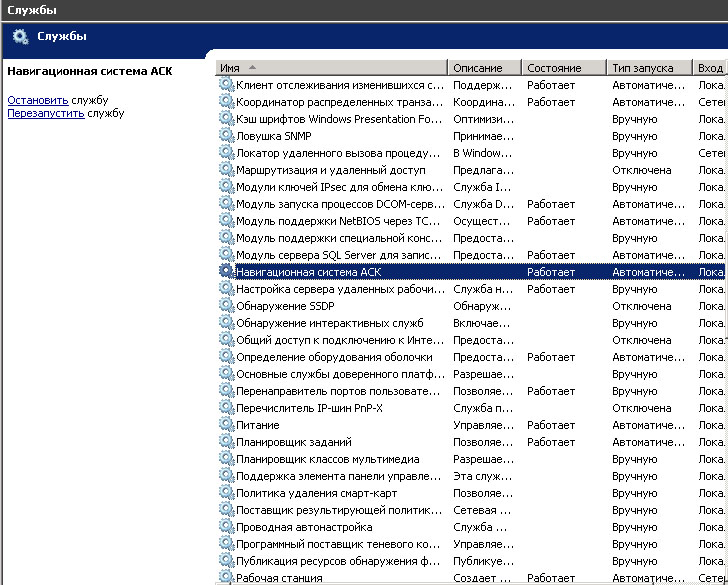 Службы
Службы
Навигационная система АСК
Остановить службу
Перезапустить службу
Имя Описание Состояние Тип запуска Вход
Клиент отслеживания изменившихся с... Поддерж... Работает Автоматиче... Лока.
Координатор распределенных транза... Координа... Работает Автоматиче... Сетев
Кэш шрифтов Windows Presentation Fo... Оптимизи... Вручную Лока.
Ловушка SNMP Принимае... Вручную Лока.
Локатор удаленного вызова процеду... В Window... Вручную Сетев
Маршрутизация и удаленный доступ Предлага... Отключена Лока.
Модули ключей IPsec для обмена клю... Служба I... Вручную Лока.
Модуль запуска процессов DCOM-серв... Служба D... Работает Автоматиче... Лока.
Модуль поддержки NetBIOS через TC... Осущест... Работает Автоматиче... Лока.
Модуль поддержки специальной конс... Предоста... Вручную Лока.
Модуль сервера SQL Server для запис... Предоста... Работает Автоматиче... Лока.
Навигационная система АСК Работает Автоматиче... Лока.
Настройка сервера удаленных рабочи... Служба н... Работает Вручную Лока.
Обнаружение SSDP Обнаруж... Отключена Лока.
Обнаружение интерактивных служб Включае... Вручную Лока.
Общий доступ к подключению к Инте... Предоста... Отключена Лока.
Определение оборудования оболочки Предоста... Работает Автоматиче... Лока.
Основные службы доверенного платф... Разрешае... Вручную Лока.
Перенаправитель портов пользовате... Позволяе... Работает Вручную Лока.
Перечислитель IP-шин PnP-X Служба п... Отключена Лока.
Питание Управляе... Работает Автоматиче... Лока.
Планировщик заданий Позволяе... Работает Автоматиче... Лока.
Планировщик классов мультимедиа Разрешае... Вручную Лока.
Поддержка элемента панели управле... Эта служ... Вручную Лока.
Политика удаления смарт-карт Позволяе... Вручную Лока.
Поставщик результирующей политик... Сетевая ... Вручную Лока.
Проводная автонастройка Служба ... Вручную Лока.
Программный поставщик теневого ко... Управляе... Вручную Лока.
Публикация ресурсов обнаружения ф... Публикуе... Вручную Лока.
Рабочая станция Создает ... Работает Автоматиче... Сетев